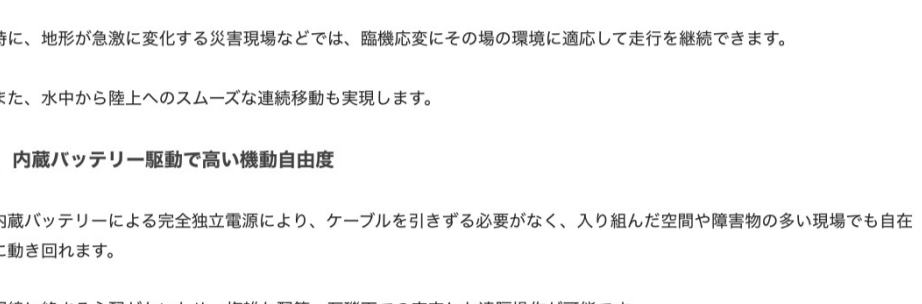 に、地形が急激に変化する災害現場などでは、臨機応変にその場の環境に適応して走行を継続できます。
また、水中から陸上へのスムーズな連続移動も実現します。
内蔵バッテリー駆動で高い機動自由度
内蔵バッテリーによる完全独立電源により、ケーブルを引きずる必要がなく、入り組んだ空間や障害物の多い現場でも自在
に動き回れます。